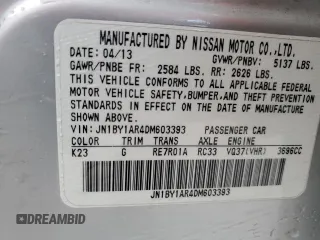 MANUFACTURED BY NISSAN MOTOR CO.,LTD.
DATE: 04/13 GVWR/PNBV: 5137 LBS.
GAWR/PNBE FR: 2584 LBS. RR: 2626 LBS.
THIS VEHICLE CONFORMS TO ALL APPLICABLE FEDERAL
MOTOR VEHICLE SAFETY,BUMPER,AND THEFT PREVENTION
STANDARDS IN EFFECT ON THE DATE OF MANUFACTURE
SHOWN ABOVE.
VIN: JN1BY1AR4DM603393 PASSENGER CAR
COLOR TRIM TRANS AXLE ENGINE
K23 G RE7R01A RC33 VQ37(VHR) 3696CC
JN1BY1AR4DM603393
DREAMBID
dreambid.com